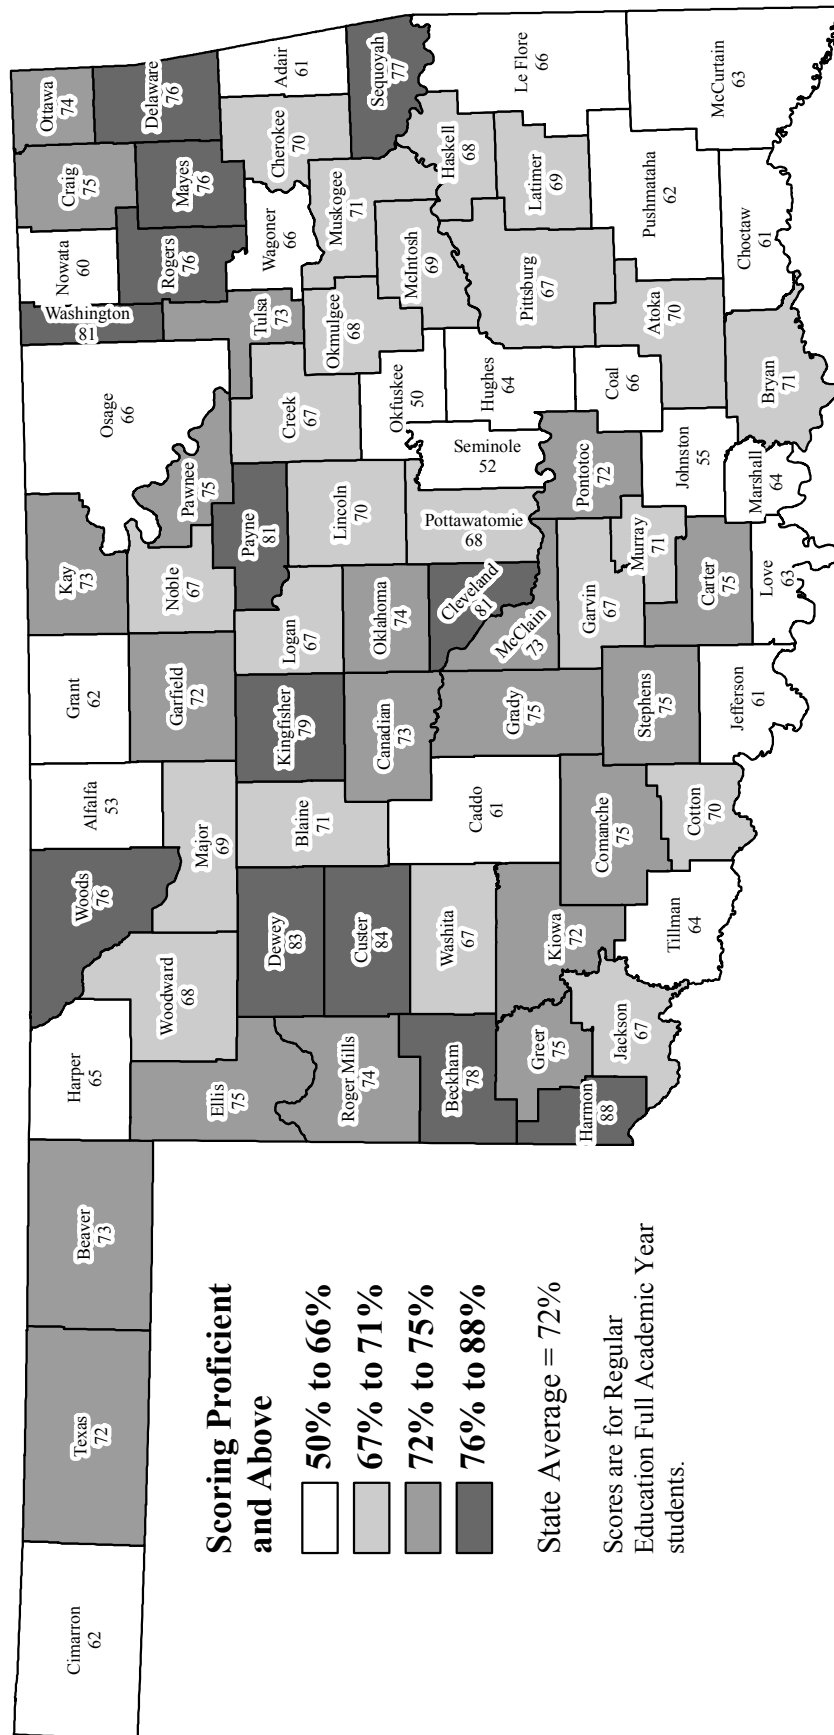 Cimarron
62
Texas
72
Beaver
73
Harper
65
Woods
76
Alfalfa
53
Grant
62
Kay
73
Osage
66
Washington
81
Nowata
60
Craig
75
Ottawa
74
Ellis
75
Woodward
68
Major
69
Garfield
72
Noble
67
Pawnee
75
Rogers
76
Mayes
76
Delaware
76
Roger Mills
74
Dewey
83
Blaine
71
Kingfisher
79
Logan
67
Payne
81
Creek
67
Tulsa
73
Wagoner
66
Cherokee
70
Adair
61
Custer
84
Canadian
73
Oklahoma
74
Lincoln
70
Okfuskee
50
Okmulgee
68
Muskogee
71
Sequoyah
77
Beckham
78
Washita
67
Caddo
61
Grady
75
McClain
73
Cleveland
81
Pottawatomie
68
Seminole
52
Hughes
64
McIntosh
69
Haskell
68
Le Flore
66
Harmon
88
Greer
75
Kiowa
72
Comanche
75
Stephens
75
Garvin
67
Pontotoc
72
Coal
66
Pittsburg
67
Latimer
69
Jackson
67
Tillman
64
Cotton
70
Jefferson
61
Carter
75
Murray
71
Johnston
55
Atoka
70
Pushmataha
62
McCurtain
63
Love
63
Marshall
64
Bryan
71
Choctaw
61
Scoring Proficient
and Above
50% to 66%
67% to 71%
72% to 75%
76% to 88%
State Average = 72%
Scores are for Regular
Education Full Academic Year
students.